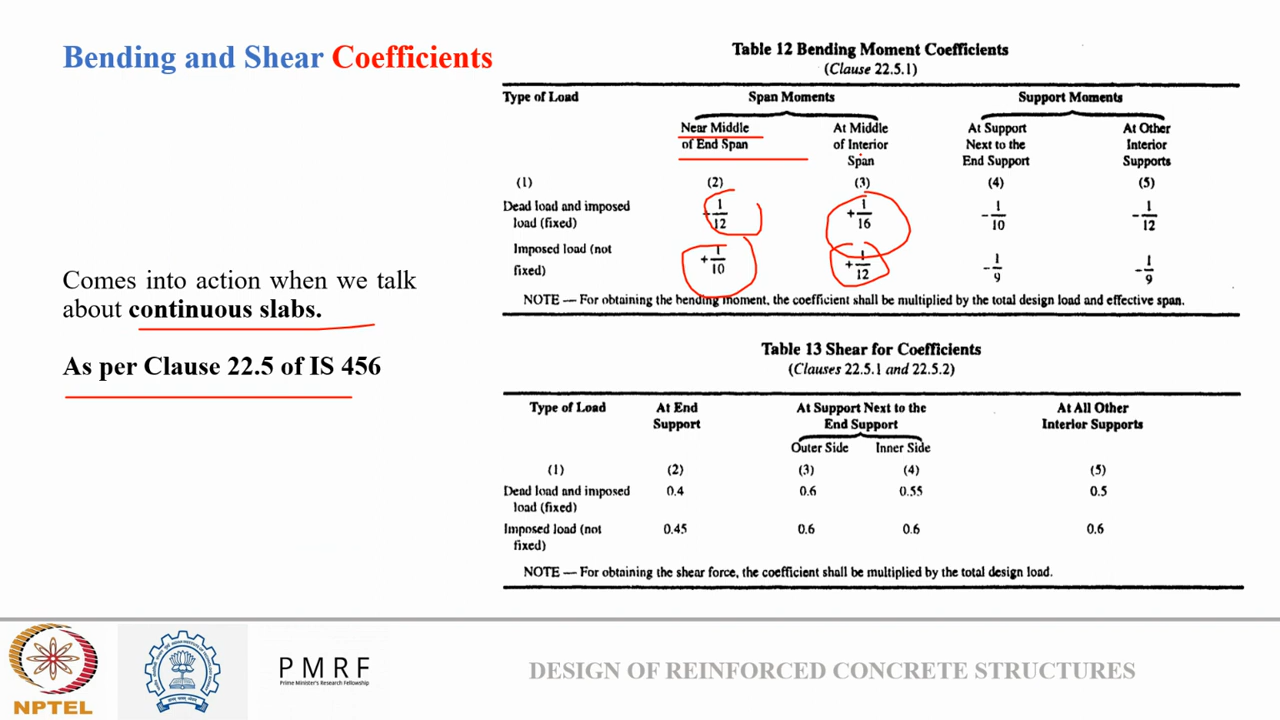 Bending and Shear Coefficients
Comes into action when we talk
about continuous slabs.
As per Clause 22.5 of IS 456
Table 12 Bending Moment Coefficients
(Clause 22.5.1)
Type of Load Span Moments Support Moments
Near Middle of End Span At Middle of Interior Span At Support Next to the End Support At Other Interior Supports
(1) (2) (3) (4) (5)
Dead load and imposed load (fixed) +1/12 +1/16 -1/10 -1/12
Imposed load (not fixed) +1/10 +1/12 -1/9 -1/9
NOTE — For obtaining the bending moment, the coefficient shall be multiplied by the total design load and effective span.
Table 13 Shear for Coefficients
(Clauses 22.5.1 and 22.5.2)
Type of Load At End Support At Support Next to the End Support At All Other Interior Supports
Outer Side Inner Side
(1) (2) (3) (4) (5)
Dead load and imposed load (fixed) 0.4 0.6 0.55 0.5
Imposed load (not fixed) 0.45 0.6 0.6 0.6
NOTE — For obtaining the shear force, the coefficient shall be multiplied by the total design load.
NPTEL
PMRF
Prime Minister's Research Fellowship
DESIGN OF REINFORCED CONCRETE STRUCTURES